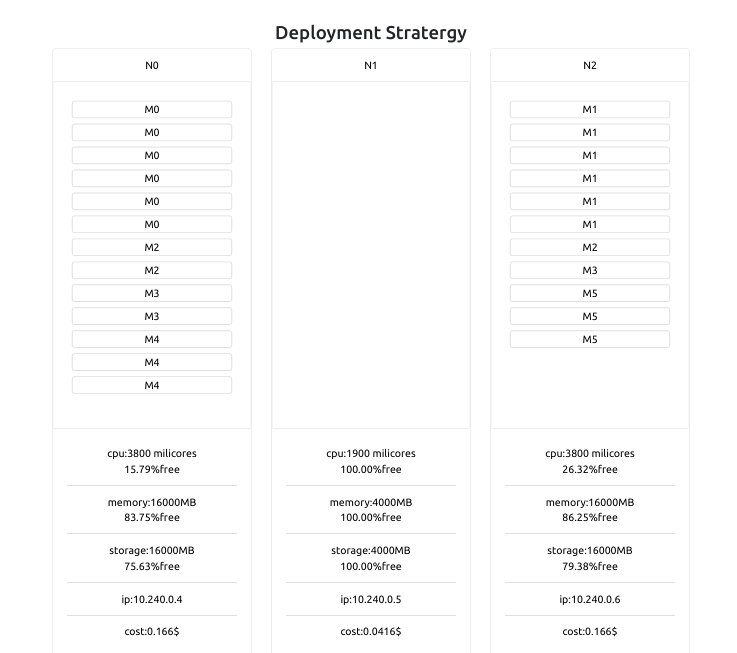 Deployment Stratergy
N0
M0
M0
M0
M0
M0
M0
M2
M2
M3
M3
M4
M4
M4
cpu:3800 milicores
15.79%free
memory:16000MB
83.75%free
storage:16000MB
75.63%free
ip:10.240.0.4
cost:0.166$
N1
cpu:1900 milicores
100.00%free
memory:4000MB
100.00%free
storage:4000MB
100.00%free
ip:10.240.0.5
cost:0.0416$
N2
M1
M1
M1
M1
M1
M1
M2
M3
M5
M5
M5
cpu:3800 milicores
26.32%free
memory:16000MB
86.25%free
storage:16000MB
79.38%free
ip:10.240.0.6
cost:0.166$